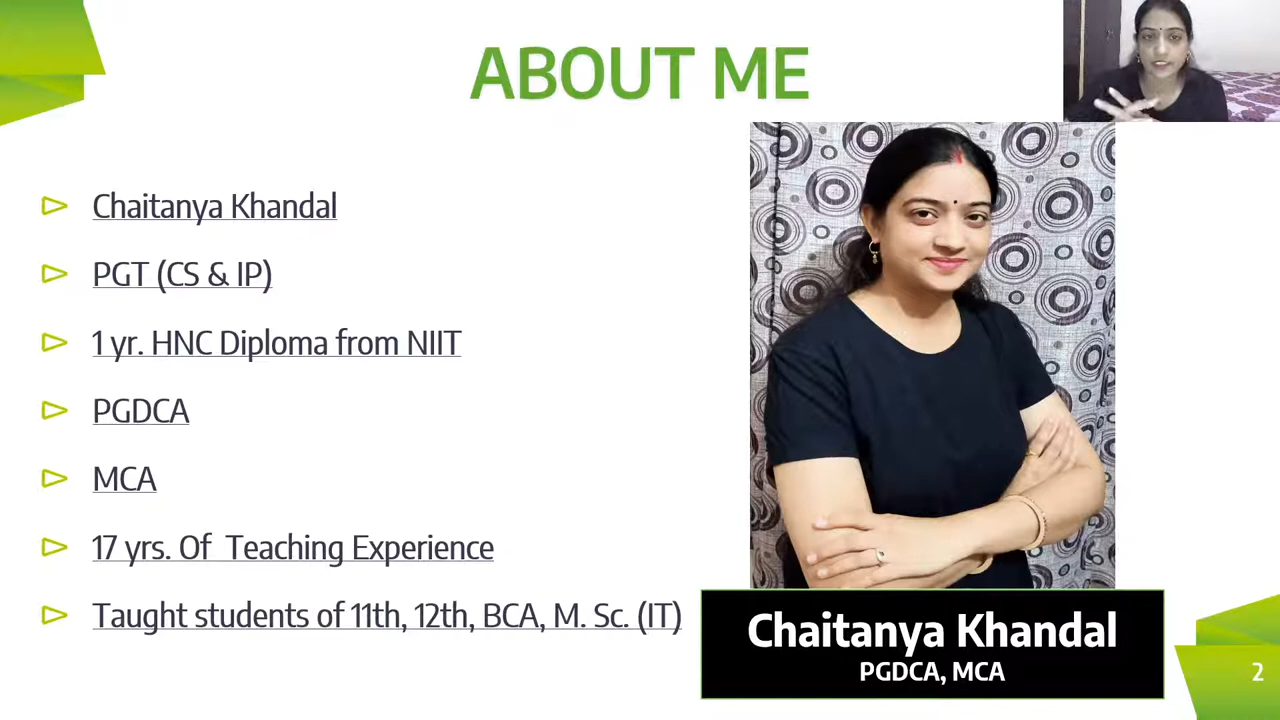 ABOUT ME
Chaitanya Khandal
PGT (CS & IP)
1 yr. HNC Diploma from NIIT
PGDCA
MCA
17 yrs. Of Teaching Experience
Taught students of 11th, 12th, BCA, M. Sc. (IT)
Chaitanya Khandal
PGDCA, MCA
2